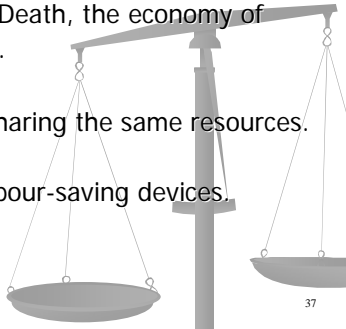 Death, the economy of
.
haring the same resources.
bour-saving devices.
37